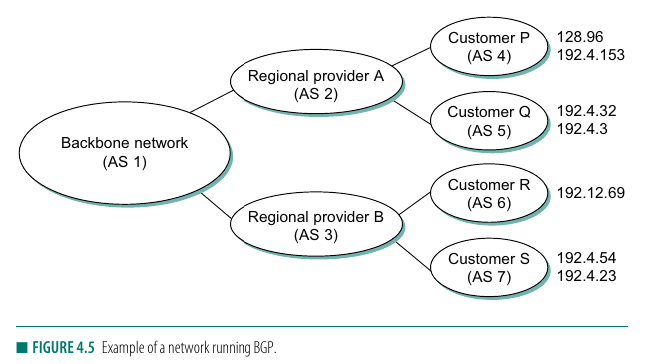 Customer P
(AS 4)
128.96
192.4.153
Regional provider A
(AS 2)
Customer Q
(AS 5)
192.4.32
192.4.3
Backbone network
(AS 1)
Customer R
(AS 6)
192.12.69
Regional provider B
(AS 3)
Customer S
(AS 7)
192.4.54
192.4.23
FIGURE 4.5 Example of a network running BGP.